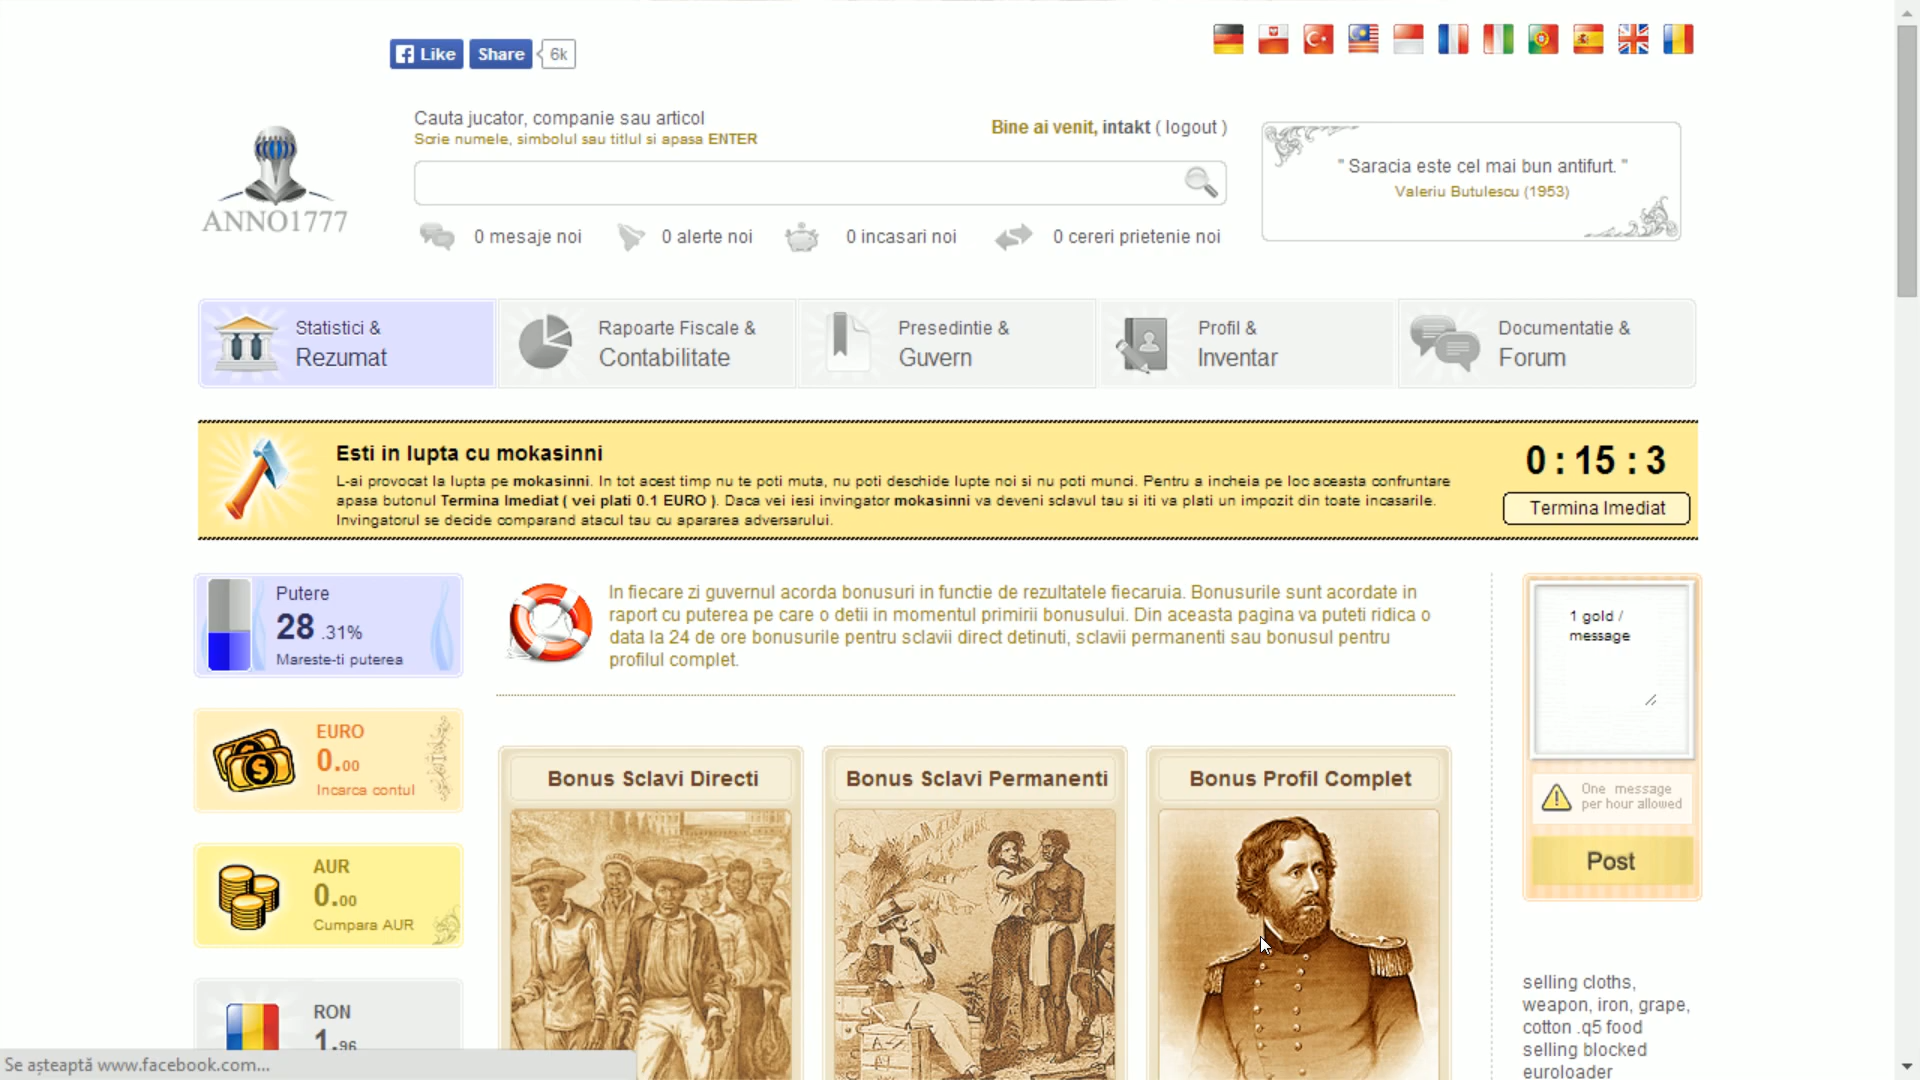 Like
Share
6k
Cauta jucator, companie sau articol
Scrie numele, simbolul sau titlul si apasa ENTER
Bine ai venit, intakt ( logout )
" Saracia este cel mai bun antifurt. "
Valeriu Butulescu (1953)
ANNO1777
0 mesaje noi
0 alerte noi
0 incasari noi
0 cereri prietenie noi
Statistici &
Rezumat
Rapoarte Fiscale &
Contabilitate
Presedintie &
Guvern
Profil &
Inventar
Documentatie &
Forum
Esti in lupta cu mokasinni
L-ai provocat la lupta pe mokasinni. In tot acest timp nu te poti muta, nu poti deschide lupte noi si nu poti munci. Pentru a incheia pe loc aceasta confruntare
apasa butonul Termina Imediat ( vei plati 0.1 EURO ). Daca vei iesi invingator mokasinni va deveni sclavul tau si iti va plati un impozit din toate incasarile.
Invingatorul se decide comparand atacul tau cu apararea adversarului.
0 : 15 : 3
Termina Imediat
Putere
28 .31%
Mareste-ti puterea
In fiecare zi guvernul acorda bonusuri in functie de rezultatele fiecaruia. Bonusurile sunt acordate in
raport cu puterea pe care o detii in momentul primirii bonusului. Din aceasta pagina va puteti ridica o
data la 24 de ore bonusurile pentru sclavii direct detinuti, sclavii permanenti sau bonusul pentru
profilul complet.
1 gold /
message
EURO
0.00
Incarca contul
Bonus Sclavi Directi
Bonus Sclavi Permanenti
Bonus Profil Complet
One message
per hour allowed
Post
AUR
0.00
Cumpara AUR
RON
1.96
selling cloths,
weapon, iron, grape,
cotton .q5 food
selling blocked
euroloader
Se așteaptă www.facebook.com...